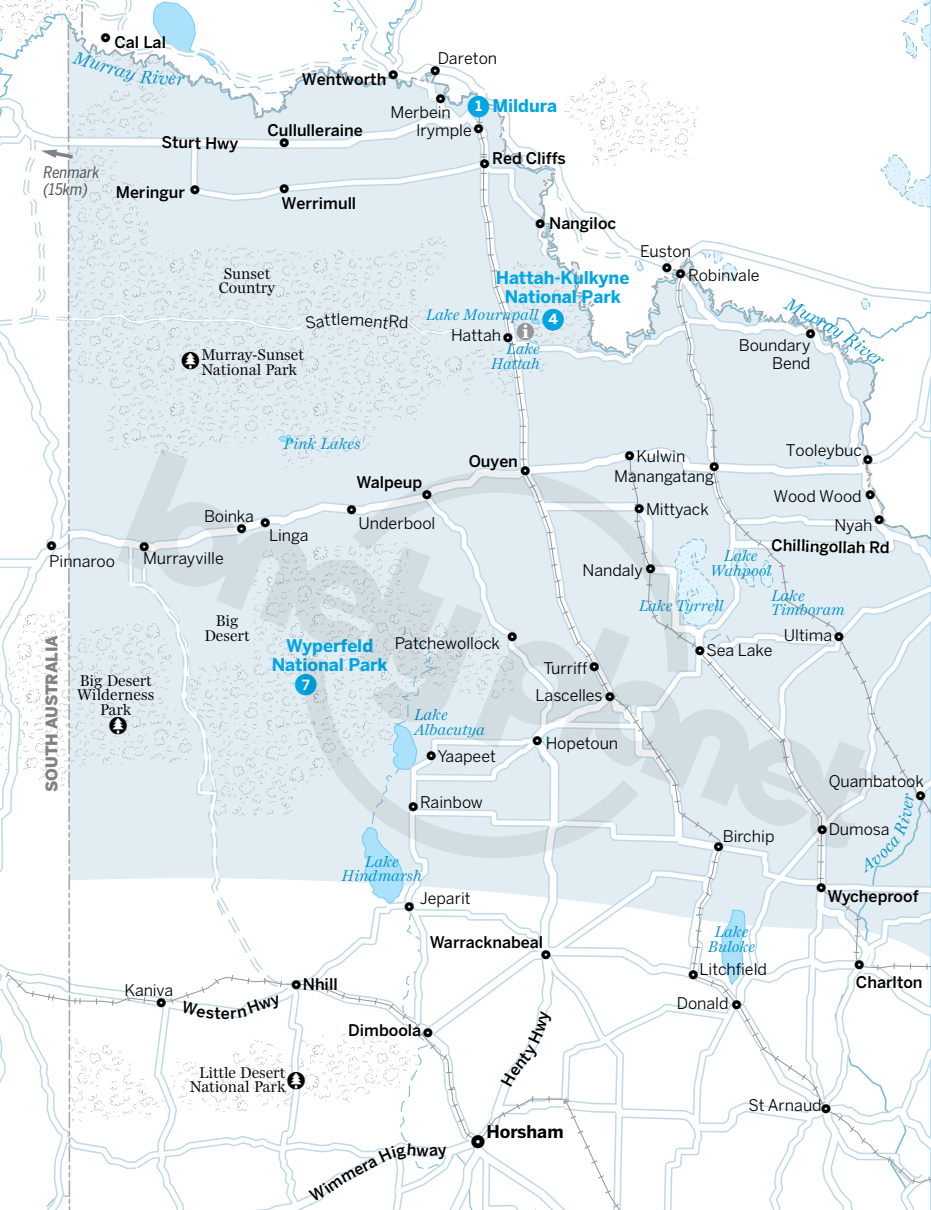 Cal Lal
Murray River
Wentworth
Dareton
Merbein
1 Mildura
Irymple
Cullulleraine
Sturt Hwy
Red Cliffs
Renmark
(15km)
Meringur
Werrimull
Nangiloc
Euston
Robinvale
Sunset
Country
Hattah-Kulkyne
National Park
4
Lake Mournpall
i
Sattlement Rd
Hattah
Lake
Hattah
Murray River
Boundary
Bend
Murray-Sunset
National Park
Pink Lakes
Ouyen
Kulwin
Manangatang
Tooleybuc
Walpeup
Wood Wood
Boinka
Linga
Underbool
Mittyack
Nyah
Chillingollah Rd
Pinnaroo
Murrayville
Nandaly
Lake
Wahpool
Lake Tyrrell
Lake
Timboram
Big
Desert
Wyperfeld
National Park
7
Patchewollock
Ultima
Sea Lake
Turriff
Lascelles
SOUTH AUSTRALIA
Big Desert
Wilderness
Park
Lake
Albacutya
Hopetoun
Yaapeet
Quambatook
Rainbow
Birchip
Dumosa
Avoca River
Lake
Hindmarsh
Wycheproof
Jeparit
Warracknabeal
Lake
Buloke
Litchfield
Charlton
Kaniva
Nhill
Western Hwy
Donald
Dimboola
Henty Hwy
Little Desert
National Park
St Arnaud
Horsham
Wimmera Highway
lonely planet